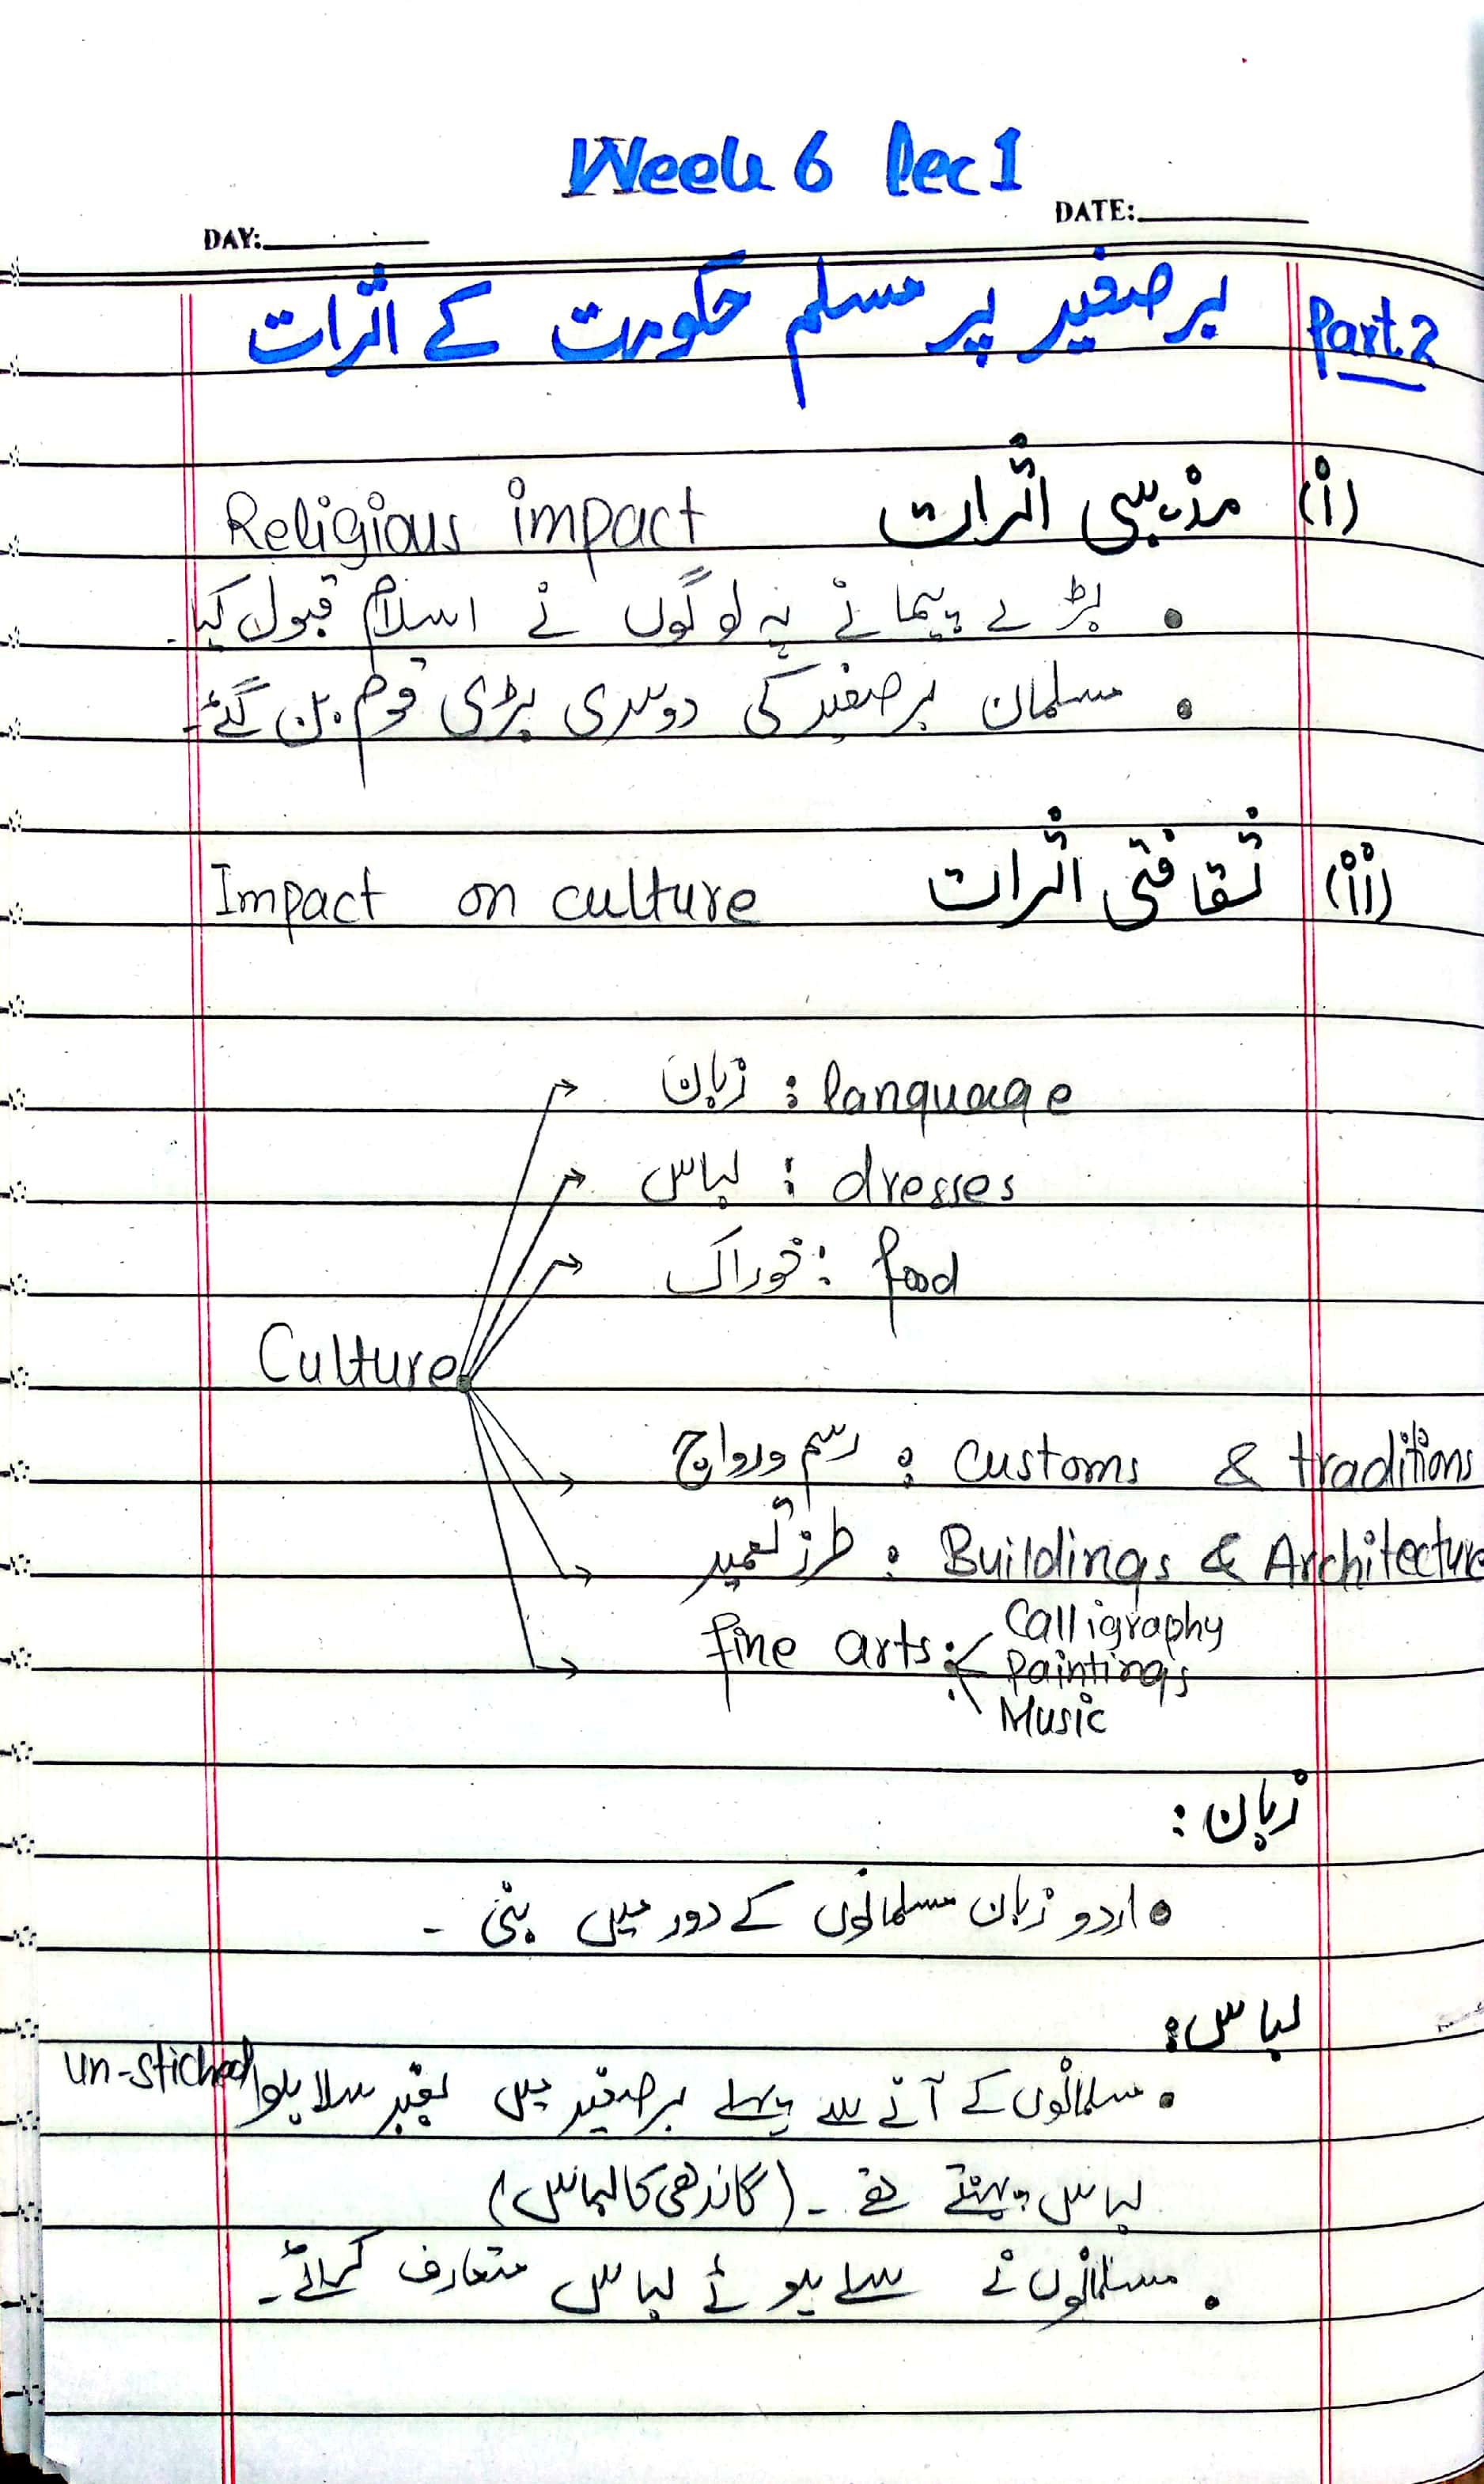 Week 6 Lec 1
DAY:
DATE:
Part 2 برصغیر پر مسلم حکومت کے اثرات
(i) مذہبی اثرات Religious impact
• بڑے پیمانے پہ لوگوں نے اسلام قبول کیا۔
• مسلمان برصغیر کی دوسری بڑی قوم بن گئے۔
(ii) ثقافتی اثرات Impact on culture
زبان : language
لباس : dresses
خوراک : food
Culture
رسم ورواج : Customs & traditions
طرز تعمیر : Buildings & Architecture
fine arts:
Calligraphy
Paintings
Music
زبان :
• اردو زبان مسلمانوں کے دور میں بنی ۔
لباس:
• مسلمانوں کے آنے سے پہلے برصغیر میں بغیر سلا ہوا un-stiched
لباس پہنتے تھے ۔ (گاندھی کا لباس)
• مسلمانوں نے سلے ہوئے لباس متعارف کرائے۔